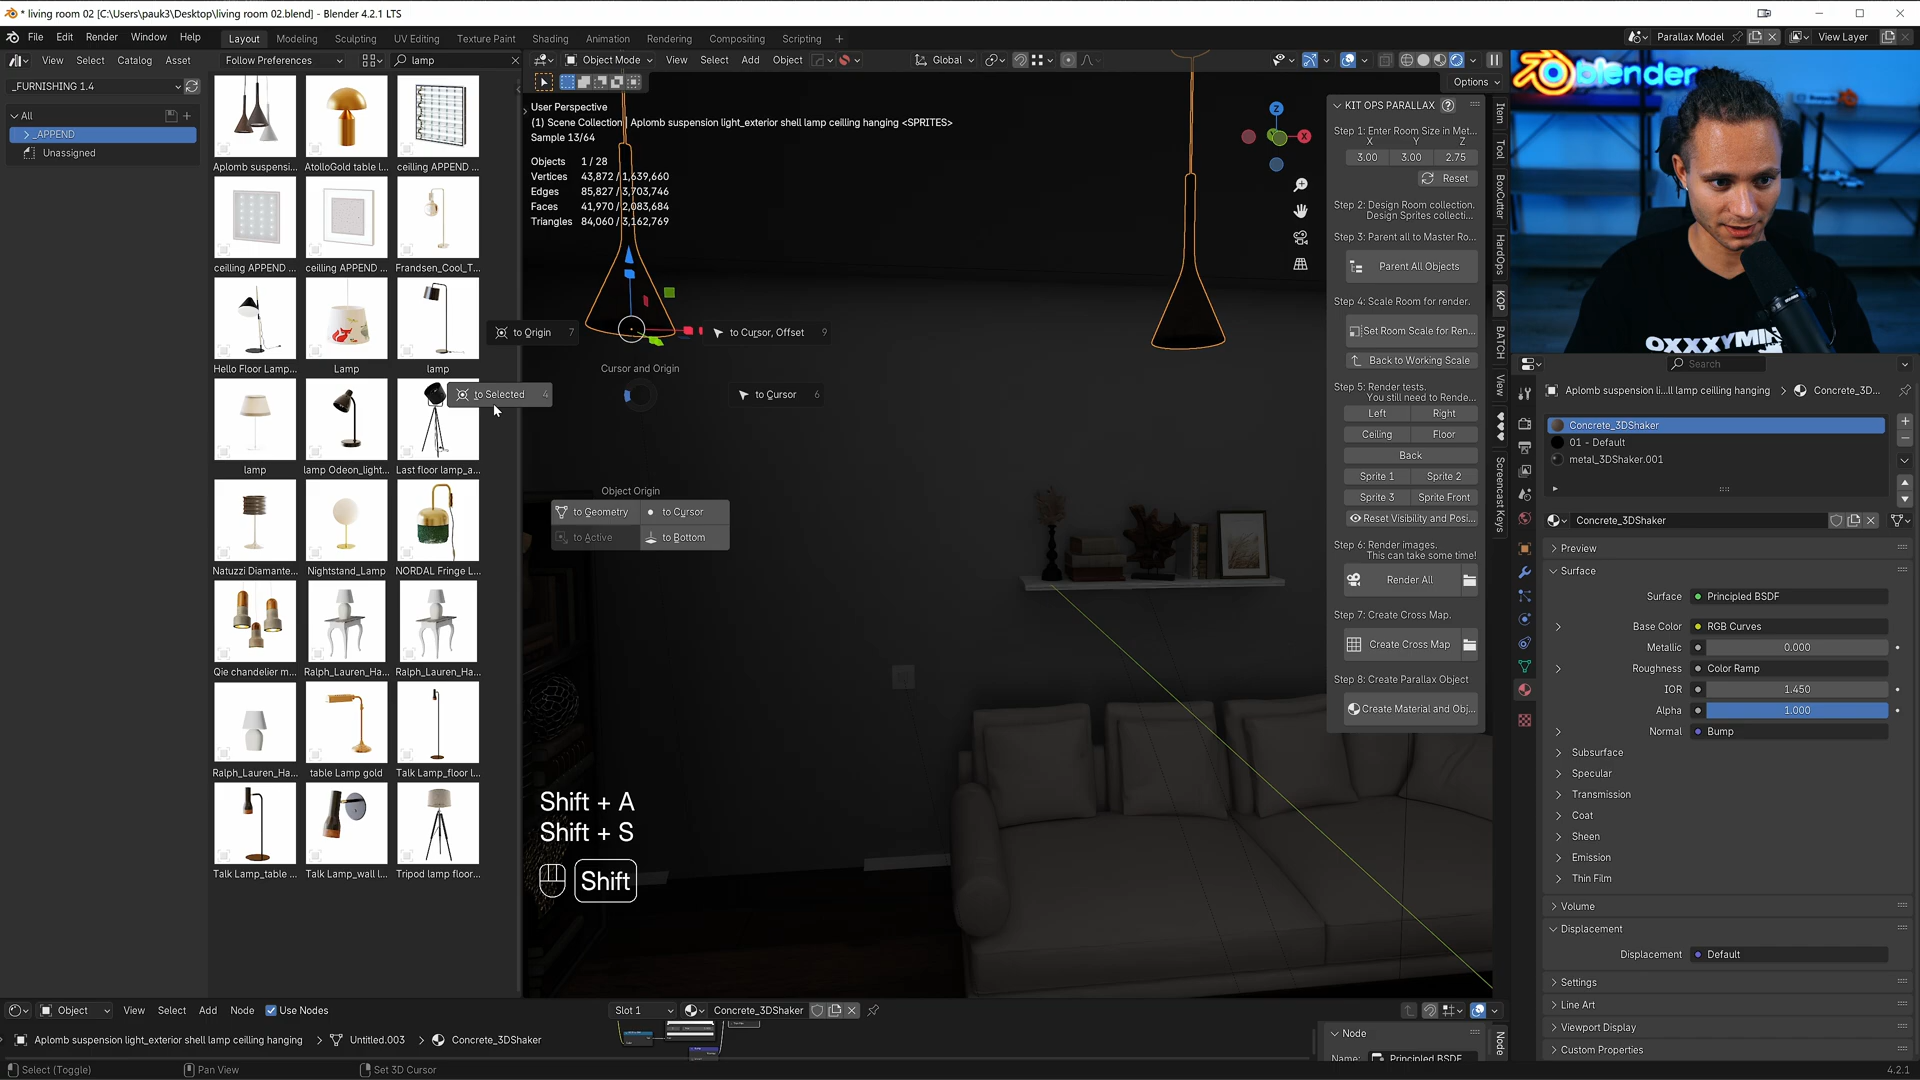 * living room 02 [C:\Users\pauk3\Desktop\living room 02.blend] - Blender 4.2.1 LTS
File Edit Render Window Help
Layout Modeling Sculpting UV Editing Texture Paint Shading Animation Rendering Compositing Scripting +
Parallax Model
View Layer
View Select Catalog Asset
Follow Preferences
lamp
Object Mode
View Select Add Object
Global
Options
_FURNISHING 1.4
All
_APPEND
Unassigned
Aplomb suspensi...
AtolloGold table l...
ceilling APPEND ...
ceilling APPEND ...
ceilling APPEND ...
Frandsen_Cool_T...
Hello Floor Lamp...
Lamp
lamp
lamp
lamp Odeon_light...
Last floor lamp_a...
Natuzzi Diamante...
Nightstand_Lamp
NORDAL Fringe L...
Qie chandelier m...
Ralph_Lauren_Ha...
Ralph_Lauren_Ha...
Ralph_Lauren_Ha...
table Lamp gold
Talk Lamp_floor l...
Talk Lamp_table ...
Talk Lamp_wall l...
Tripod lamp floor...
User Perspective
(1) Scene Collection | Aplomb suspension light_exterior shell lamp ceilling hanging <SPRITES>
Sample 13/64
Objects 1 / 28
Vertices 43,872 / 1,639,660
Edges 85,827 / 3,703,746
Faces 41,970 / 2,083,684
Triangles 84,060 / 3,162,769
to Origin 7
to Cursor, Offset 9
Cursor and Origin
to Selected 4
to Cursor 6
Object Origin
to Geometry
to Cursor
to Active
to Bottom
Shift + A
Shift + S
Shift
Z
X
KIT OPS PARALLAX
Step 1: Enter Room Size in Met...
X Y Z
3.00 3.00 2.75
Reset
Step 2: Design Room collection.
Design Sprites collecti...
Step 3: Parent all to Master Ro...
Parent All Objects
Step 4: Scale Room for render.
Set Room Scale for Ren...
Back to Working Scale
Step 5: Render tests.
You still need to Rende...
Left Right
Ceiling Floor
Back
Sprite 1 Sprite 2
Sprite 3 Sprite Front
Reset Visibility and Posi...
Step 6: Render images.
This can take some time!
Render All
Step 7: Create Cross Map.
Create Cross Map
Step 8: Create Parallax Object
Create Material and Obj...
Item
Tool
BoxCutter
HardOps
KOP
BATCH
View
Screencast Keys
blender
OXXXYMIR
Search
Aplomb suspension li...ll lamp ceilling hanging
Concrete_3D...
Concrete_3DShaker
01 - Default
metal_3DShaker.001
Concrete_3DShaker
Preview
Surface
Surface Principled BSDF
Base Color RGB Curves
Metallic 0.000
Roughness Color Ramp
IOR 1.450
Alpha 1.000
Normal Bump
Subsurface
Specular
Transmission
Coat
Sheen
Emission
Thin Film
Volume
Displacement
Displacement Default
Settings
Line Art
Viewport Display
Custom Properties
Object
View Select Add Node
Use Nodes
Slot 1
Concrete_3DShaker
Aplomb suspension light_exterior shell lamp ceilling hanging
Untitled.003
Concrete_3DShaker
Node
Name: Principled BSDF
Node
Select (Toggle)
Pan View
Set 3D Cursor
4.2.1